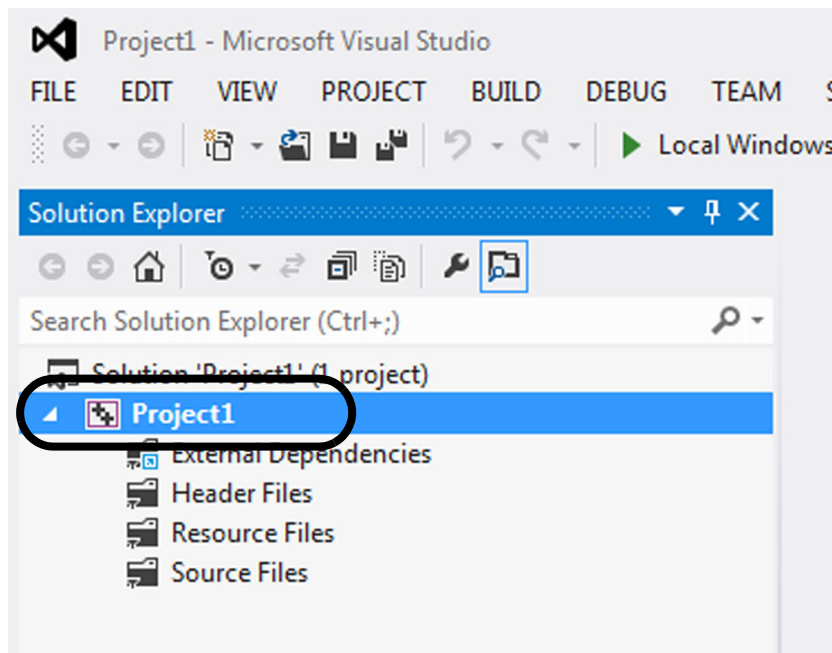 Project1 - Microsoft Visual Studio
FILE EDIT VIEW PROJECT BUILD DEBUG TEAM
Local Windows
Solution Explorer
Search Solution Explorer (Ctrl+;)
Solution 'Project1' (1 project)
Project1
External Dependencies
Header Files
Resource Files
Source Files